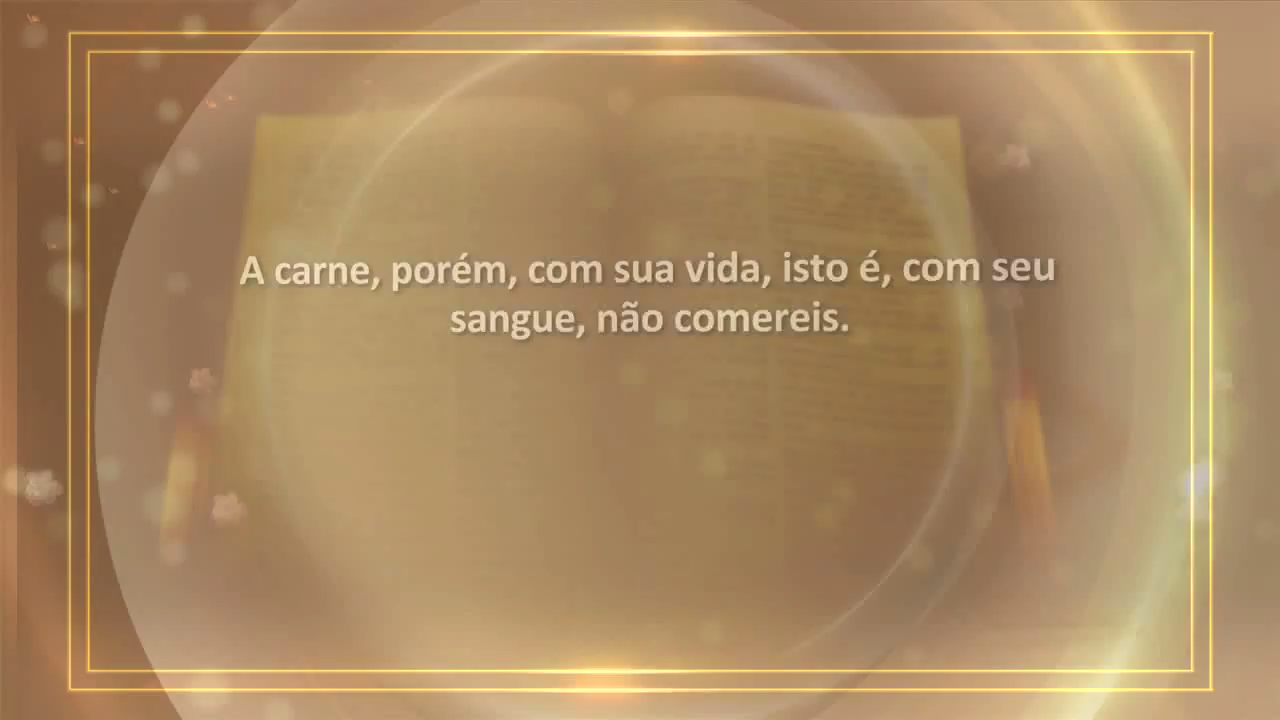 A carne, porém, com sua vida, isto é, com seu
sangue, não comereis.